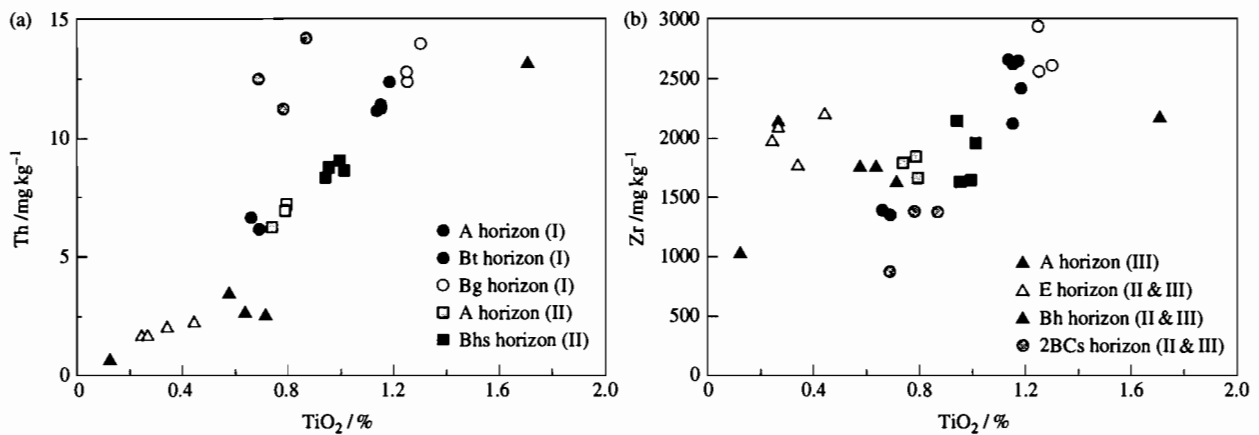 (a)
15
10
5
0
Th /mg kg⁻¹
0 0.4 0.8 1.2 1.6 2.0
TiO₂ / %
A horizon (I)
Bt horizon (I)
Bg horizon (I)
A horizon (II)
Bhs horizon (II)
(b)
3000
2500
2000
1500
1000
500
0
Zr /mg kg⁻¹
0 0.4 0.8 1.2 1.6 2.0
TiO₂ / %
A horizon (III)
E horizon (II & III)
Bh horizon (II & III)
2BCs horizon (II & III)